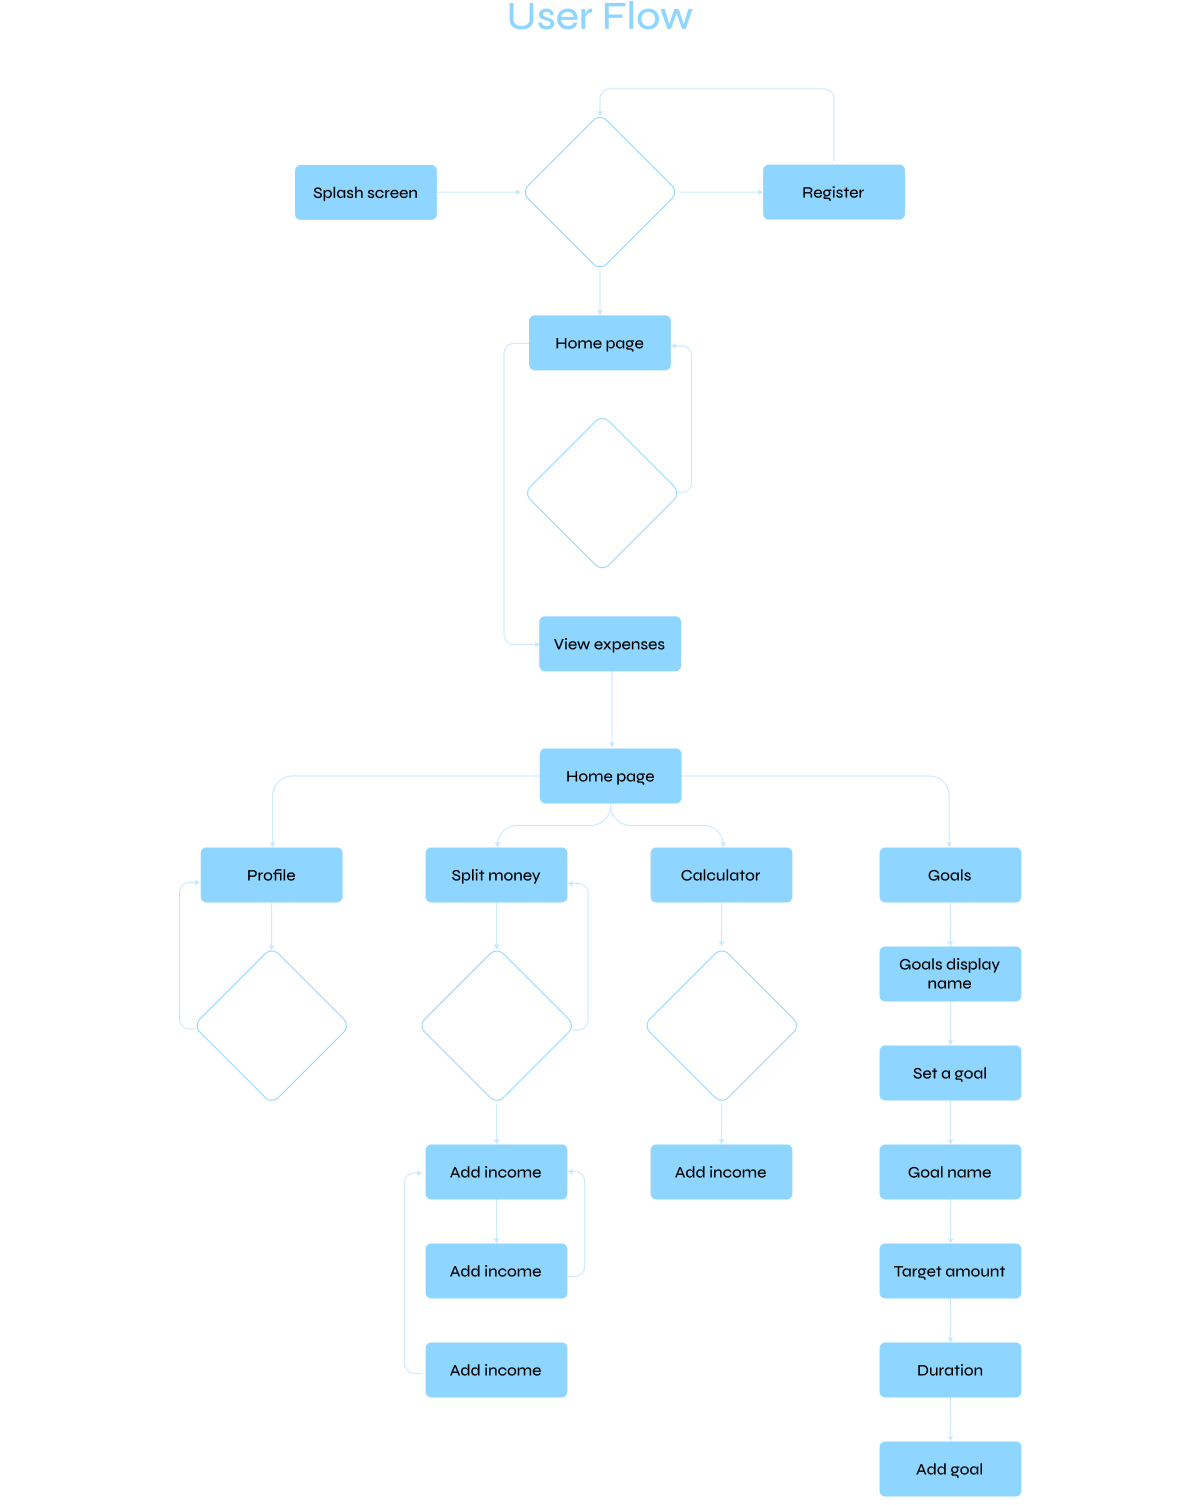 User Flow
Splash screen
Register
Home page
View expenses
Home page
Profile
Split money
Calculator
Goals
Goals display
name
Set a goal
Add income
Add income
Goal name
Add income
Target amount
Add income
Duration
Add goal